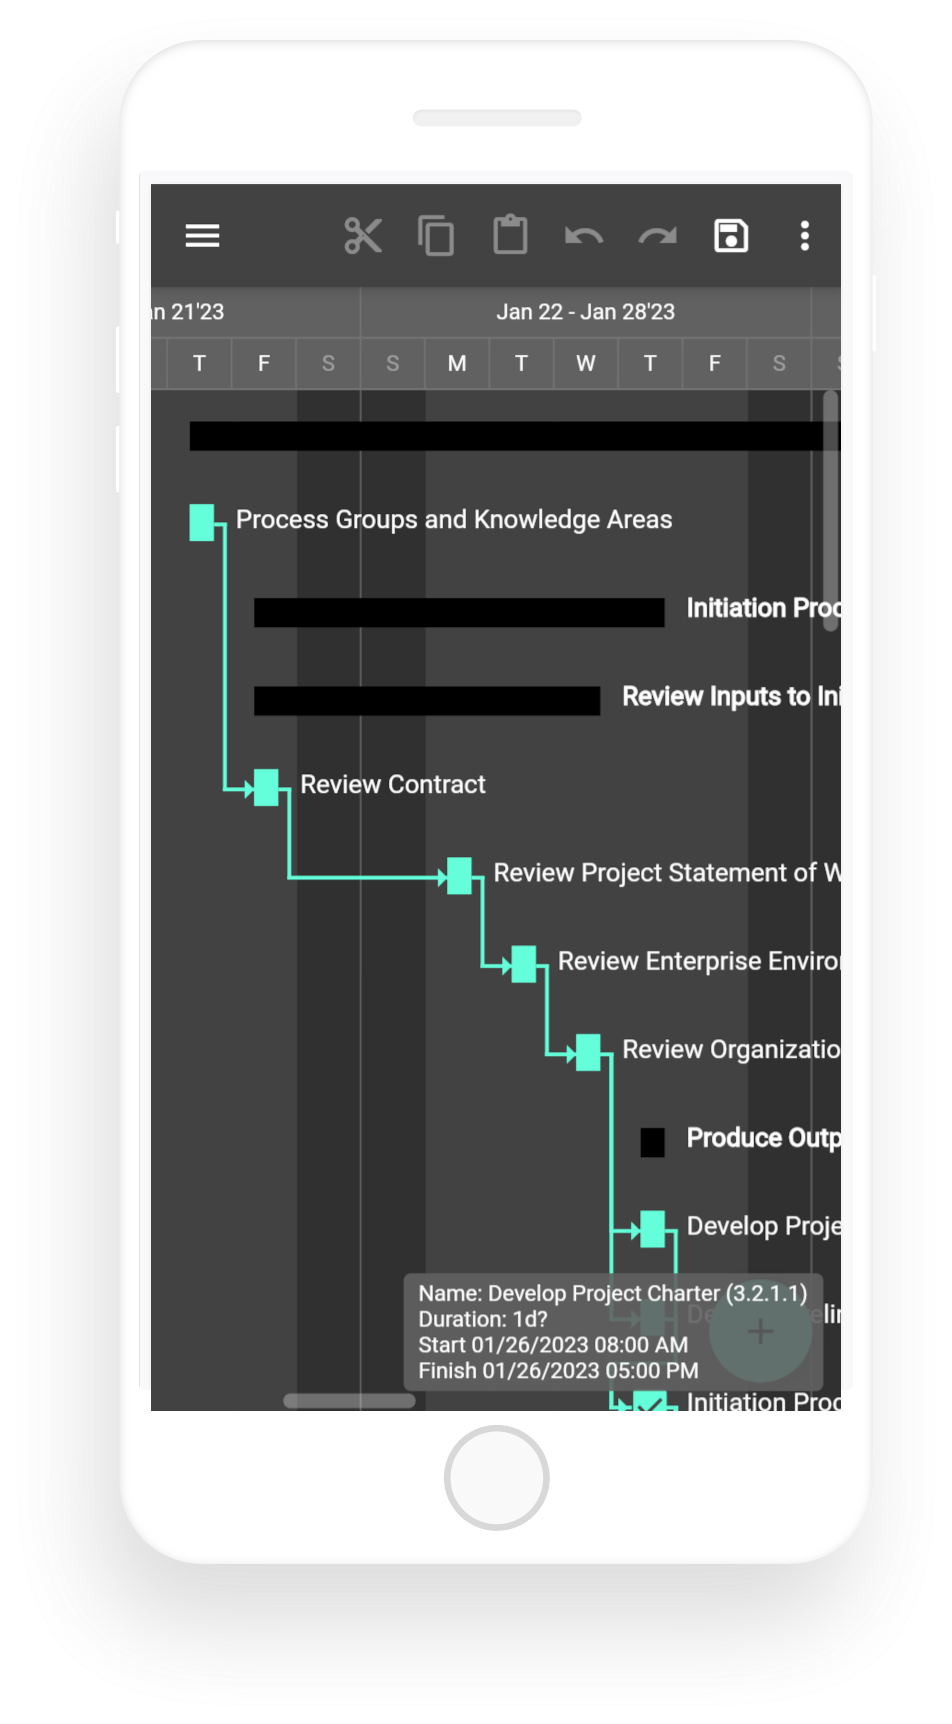 n 21'23
Jan 22 - Jan 28'23
T F S S M T W T F S
Process Groups and Knowledge Areas
Initiation Proc
Review Inputs to Ini
Review Contract
Review Project Statement of W
Review Enterprise Enviro
Review Organizatio
Produce Outp
Develop Proje
Name: Develop Project Charter (3.2.1.1)
Duration: 1d?
Start 01/26/2023 08:00 AM
Finish 01/26/2023 05:00 PM
Initiation Proc